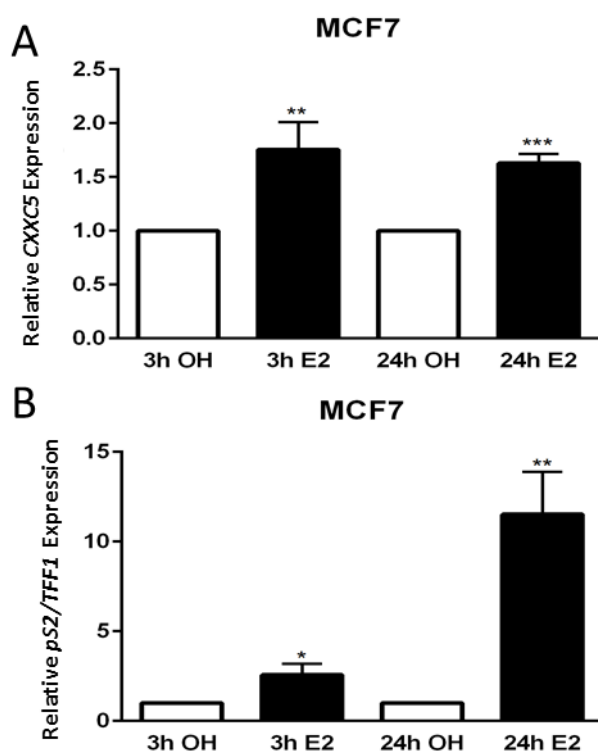 A
MCF7
Relative CXXC5 Expression
2.5
2.0
1.5
1.0
0.5
0.0
**
***
3h OH 3h E2 24h OH 24h E2
B
MCF7
Relative pS2/TFF1 Expression
15
10
5
0
*
**
3h OH 3h E2 24h OH 24h E2